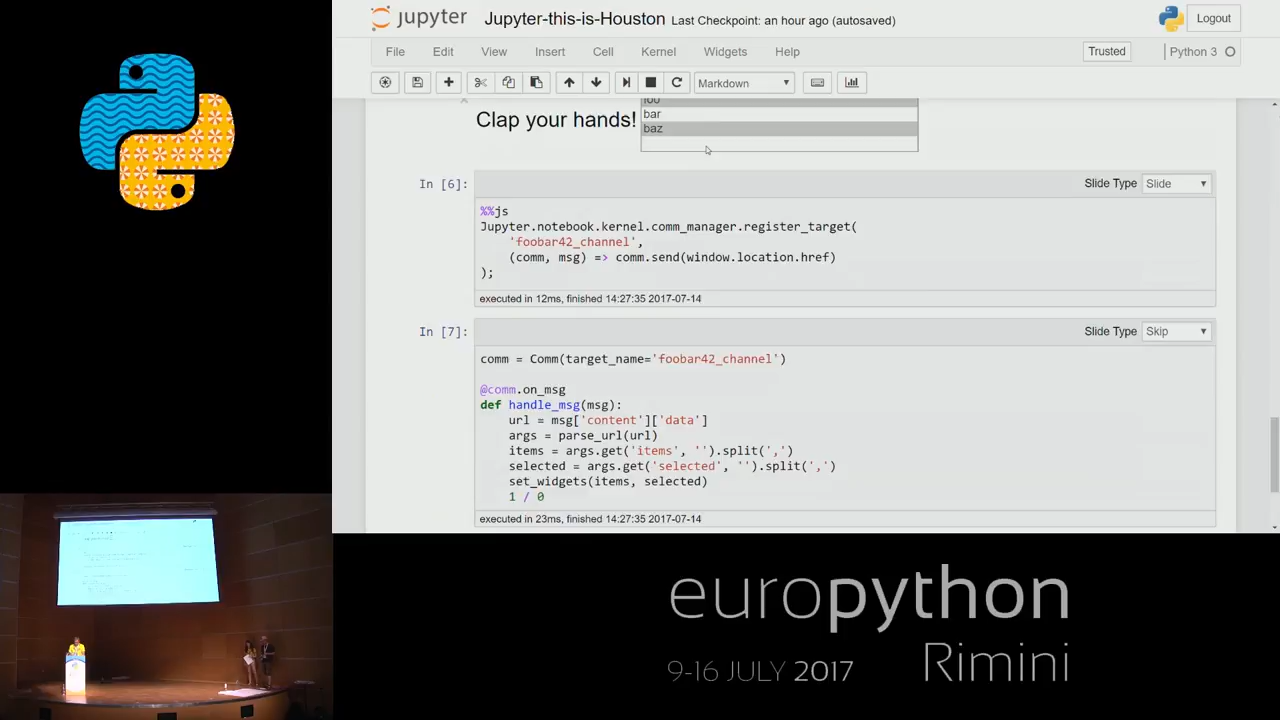 jupyter
Jupyter-this-is-Houston Last Checkpoint: an hour ago (autosaved)
Logout
File Edit View Insert Cell Kernel Widgets Help
Trusted
Python 3
Markdown
Clap your hands!
foo
bar
baz
In [6]:
Slide Type Slide
%%js
Jupyter.notebook.kernel.comm_manager.register_target(
'foobar42_channel',
(comm, msg) => comm.send(window.location.href)
);
executed in 12ms, finished 14:27:35 2017-07-14
In [7]:
Slide Type Skip
comm = Comm(target_name='foobar42_channel')
@comm.on_msg
def handle_msg(msg):
url = msg['content']['data']
args = parse_url(url)
items = args.get('items', '').split(',')
selected = args.get('selected', '').split(',')
set_widgets(items, selected)
1 / 0
executed in 23ms, finished 14:27:35 2017-07-14
europython
9-16 JULY 2017 Rimini